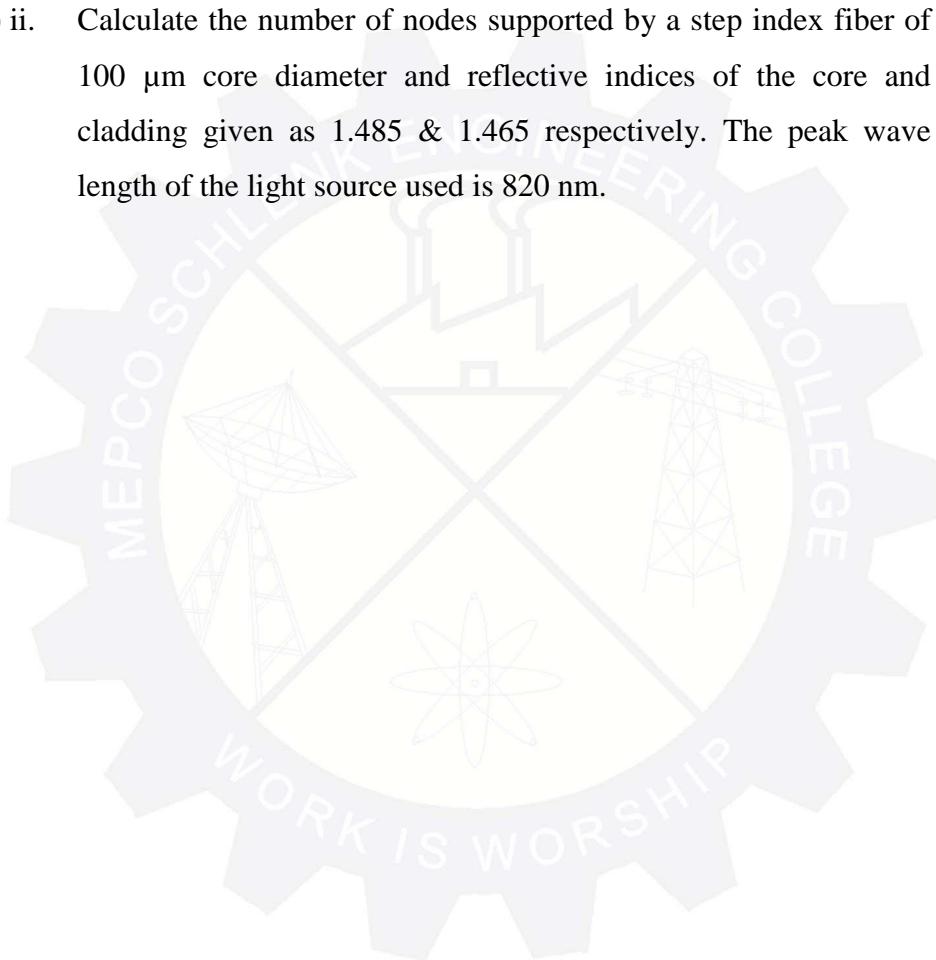 ii. Calculate the number of nodes supported by a step index fiber of
100 µm core diameter and reflective indices of the core and
cladding given as 1.485 & 1.465 respectively. The peak wave
length of the light source used is 820 nm.
MEPCO SCHLENK ENGINEERING COLLEGE
WORK IS WORSHIP